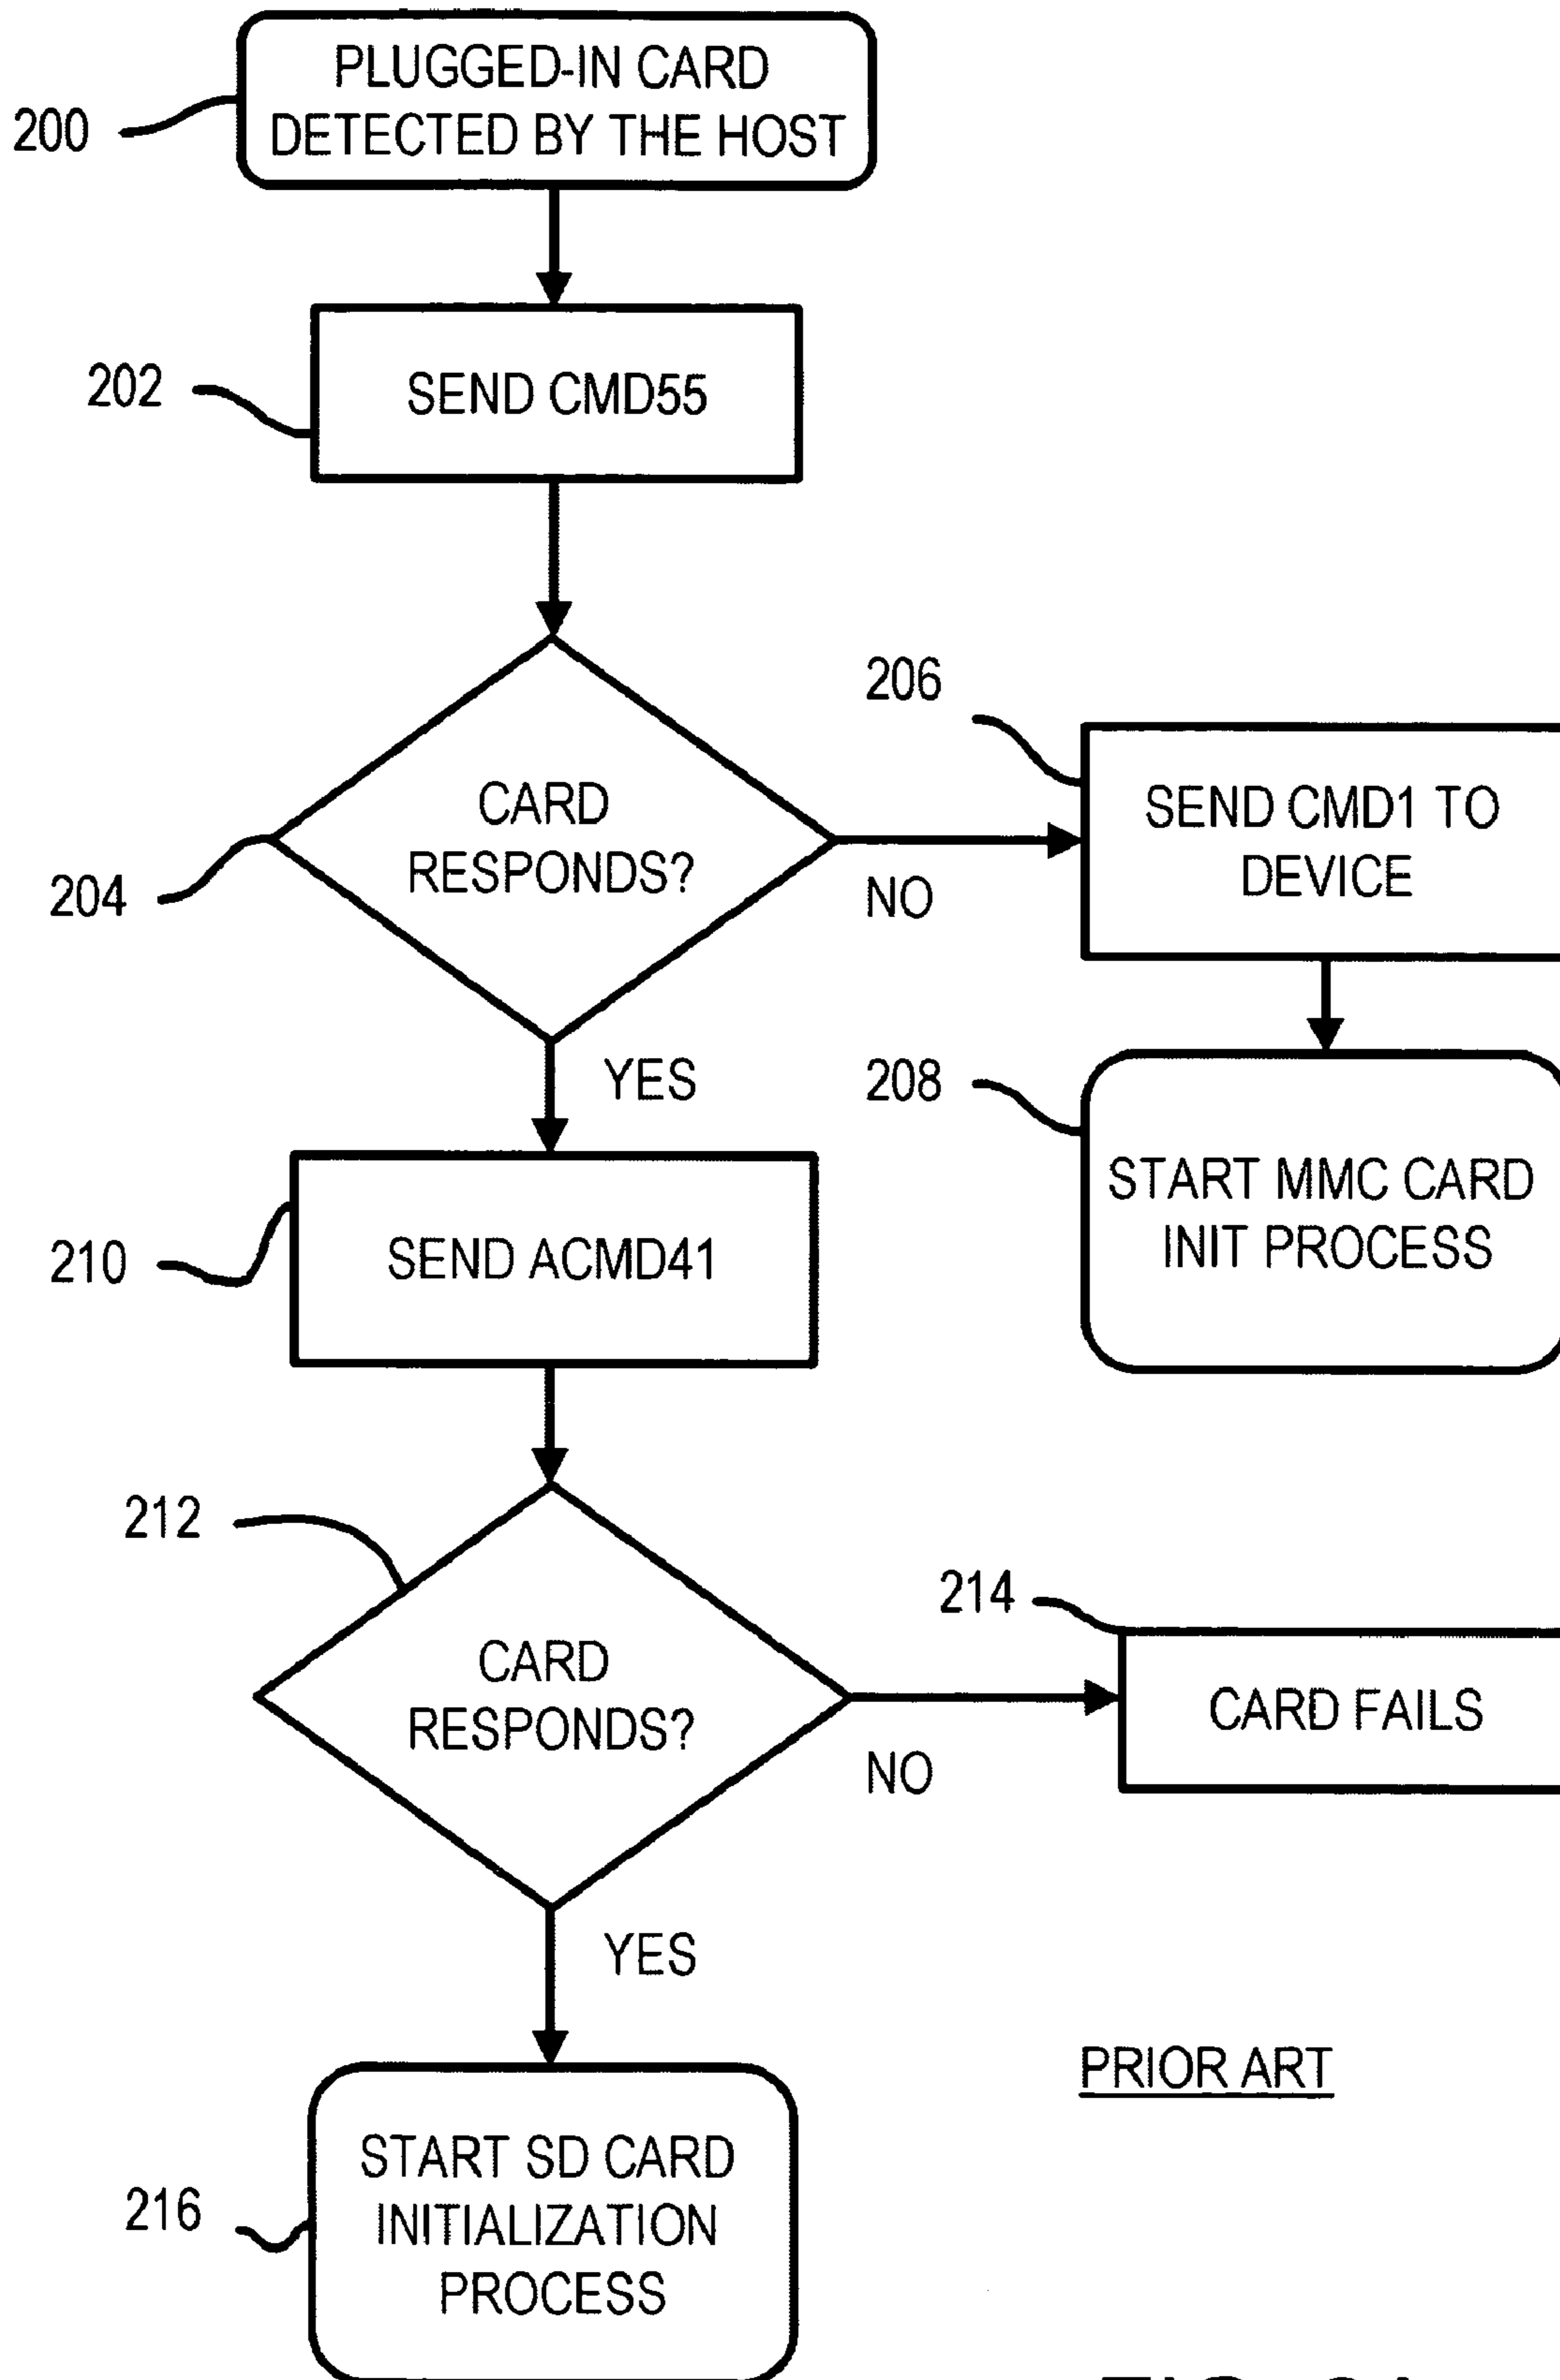 PLUGGED-IN CARD
DETECTED BY THE HOST
200
202
SEND CMD55
206
CARD
RESPONDS?
204
NO
SEND CMD1 TO
DEVICE
YES
208
START MMC CARD
INIT PROCESS
210
SEND ACMD41
212
CARD
RESPONDS?
214
NO
CARD FAILS
YES
PRIOR ART
216
START SD CARD
INITIALIZATION
PROCESS